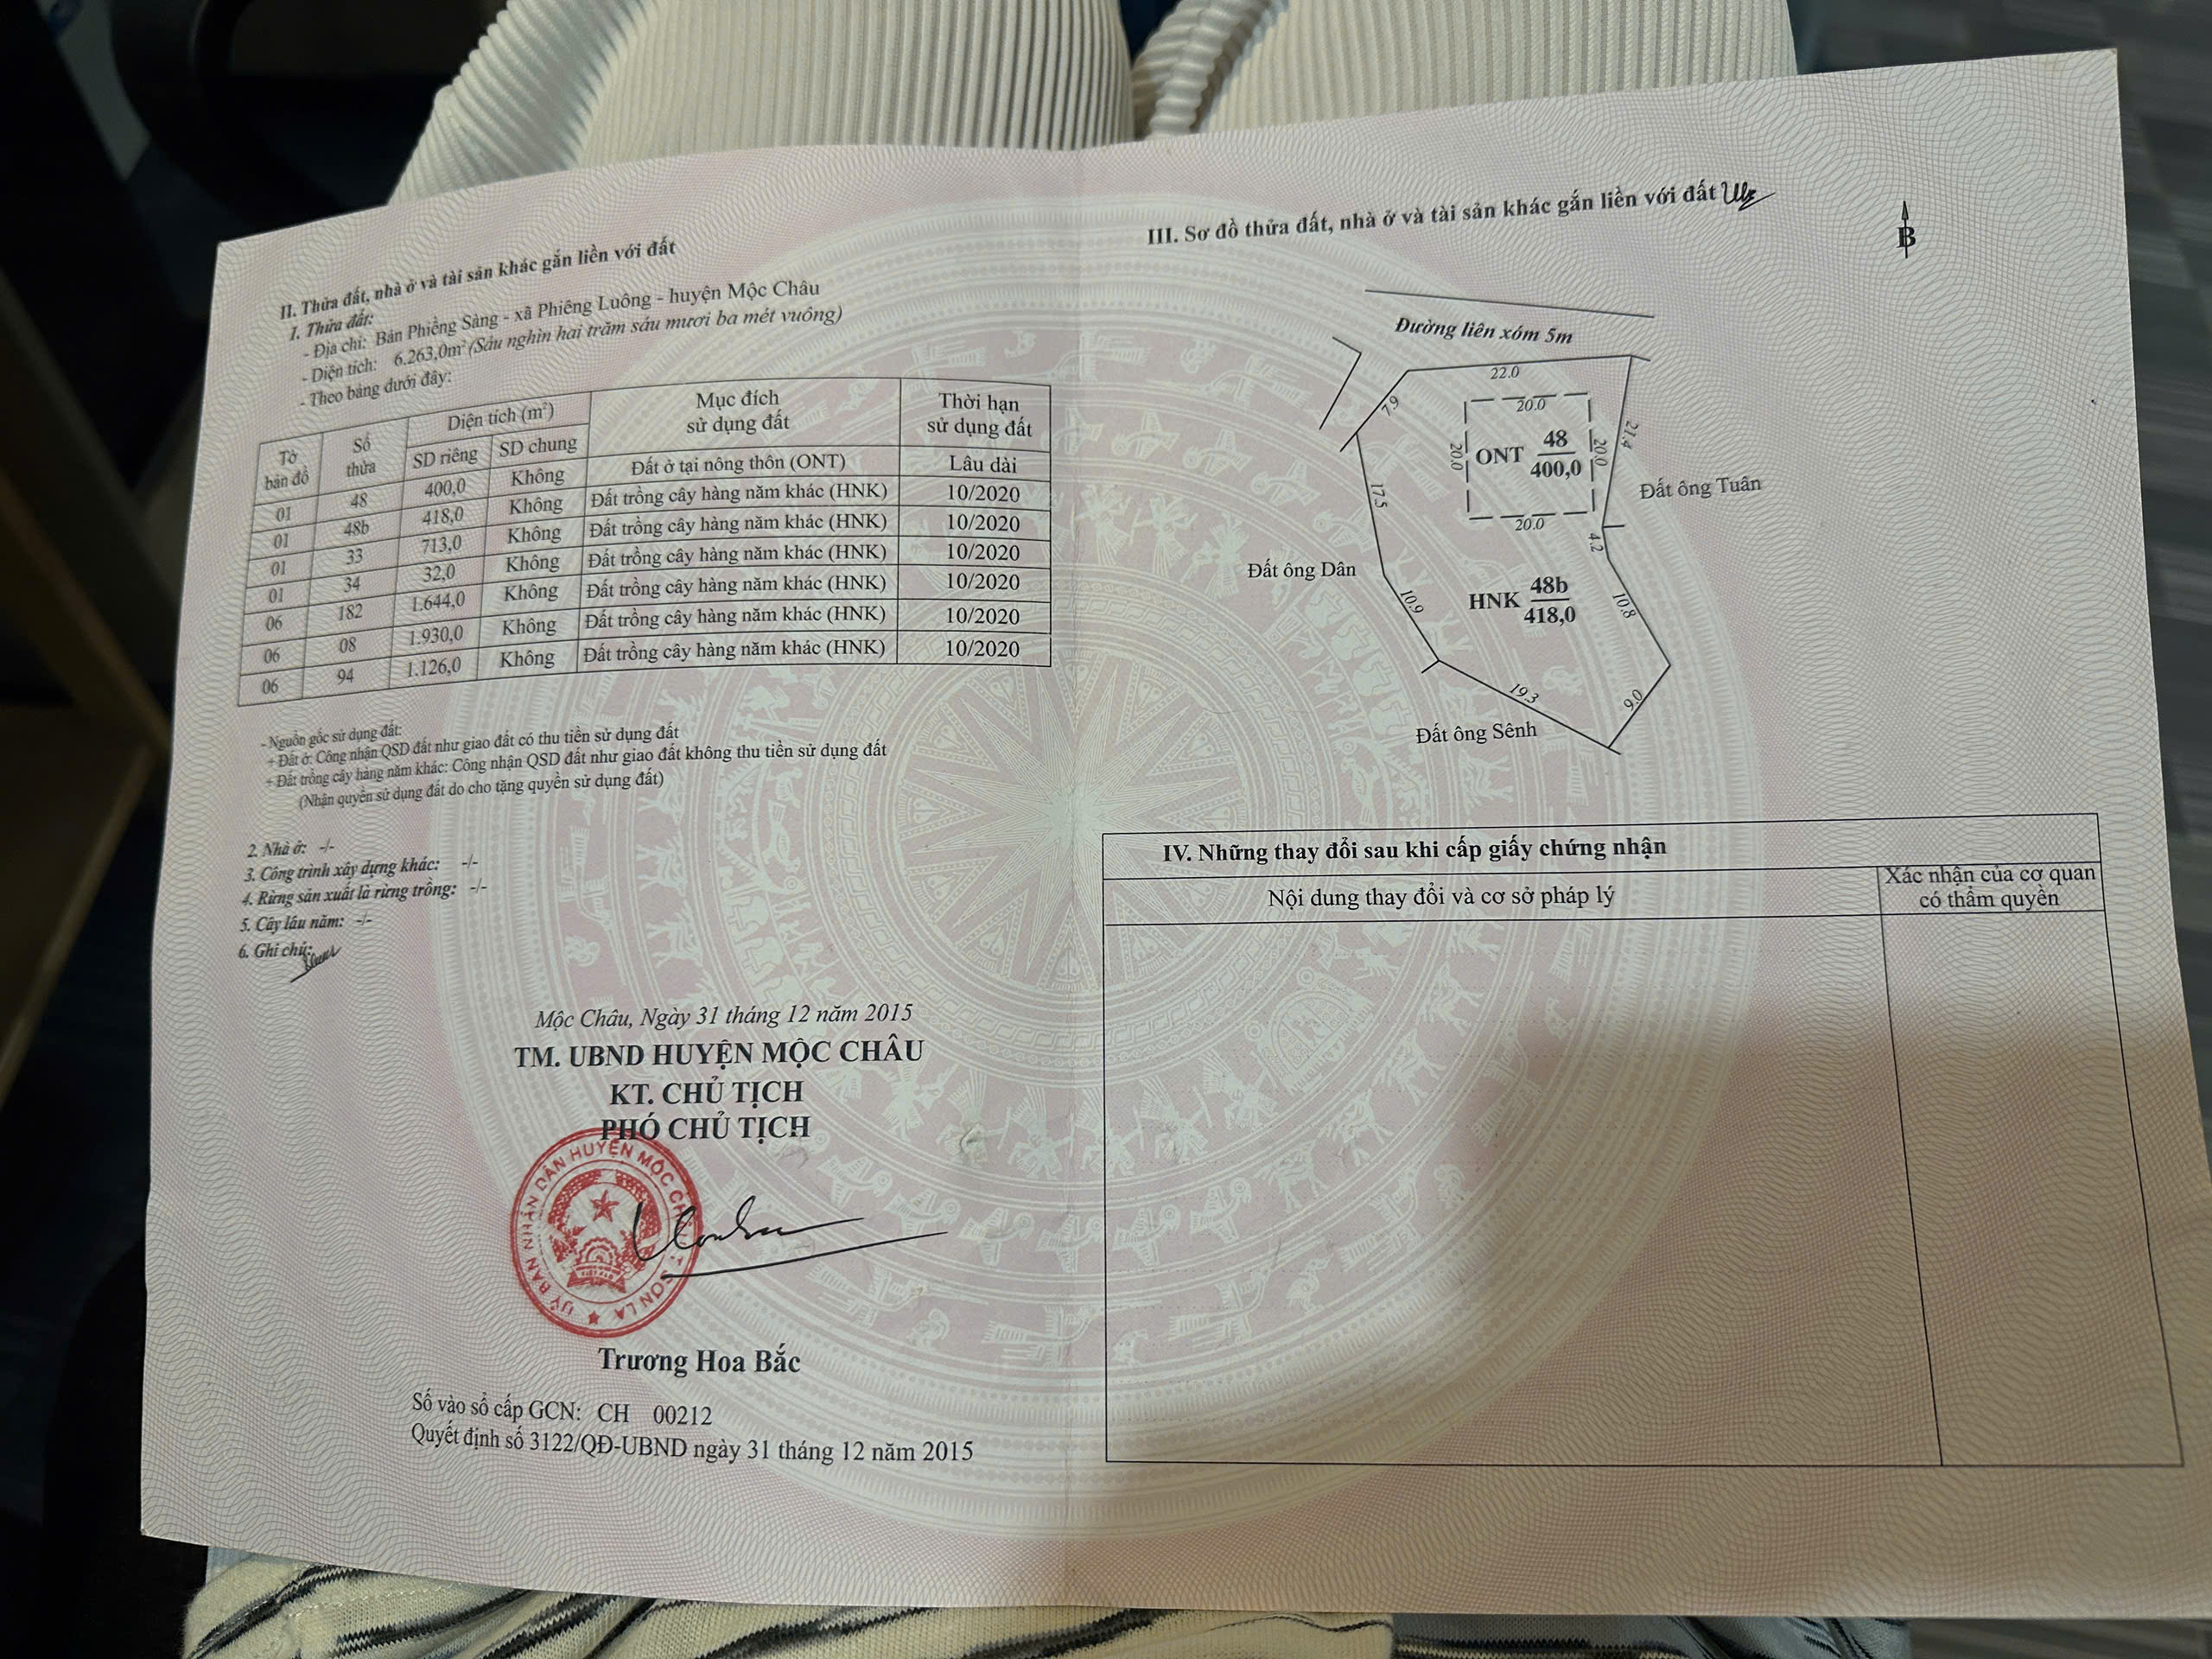 II. Thửa đất, nhà ở và tài sản khác gắn liền với đất
1. Thửa đất:
- Địa chỉ: Bản Phiềng Sàng - xã Phiêng Luông - huyện Mộc Châu
- Diện tích: 6.263,0m² (Sáu nghìn hai trăm sáu mươi ba mét vuông)
- Theo bảng dưới đây:
Tờ bản đồ Số thửa Diện tích (m²) Mục đích sử dụng đất Thời hạn sử dụng đất
SD riêng SD chung
01 48 400,0 Không Đất ở tại nông thôn (ONT) Lâu dài
01 48b 418,0 Không Đất trồng cây hàng năm khác (HNK) 10/2020
01 33 713,0 Không Đất trồng cây hàng năm khác (HNK) 10/2020
01 34 32,0 Không Đất trồng cây hàng năm khác (HNK) 10/2020
06 182 1.644,0 Không Đất trồng cây hàng năm khác (HNK) 10/2020
06 08 1.930,0 Không Đất trồng cây hàng năm khác (HNK) 10/2020
06 94 1.126,0 Không Đất trồng cây hàng năm khác (HNK) 10/2020
- Nguồn gốc sử dụng đất:
+ Đất ở: Công nhận QSD đất như giao đất có thu tiền sử dụng đất
+ Đất trồng cây hàng năm khác: Công nhận QSD đất như giao đất không thu tiền sử dụng đất
(Nhận quyền sử dụng đất do cho tặng quyền sử dụng đất)
2. Nhà ở: -/-
3. Công trình xây dựng khác: -/-
4. Rừng sản xuất là rừng trồng: -/-
5. Cây lâu năm: -/-
6. Ghi chú:
Mộc Châu, Ngày 31 tháng 12 năm 2015
TM. UBND HUYỆN MỘC CHÂU
KT. CHỦ TỊCH
PHÓ CHỦ TỊCH
ỦY BAN NHÂN DÂN HUYỆN MỘC CHÂU
SƠN LA
Trương Hoa Bắc
Số vào sổ cấp GCN: CH 00212
Quyết định số 3122/QĐ-UBND ngày 31 tháng 12 năm 2015
III. Sơ đồ thửa đất, nhà ở và tài sản khác gắn liền với đất
B
Đường liên xóm 5m
22.0
7.9
20.0
21.4
20.0
ONT 48
400,0
20.0
20.0
17.5
Đất ông Tuân
4.2
Đất ông Dân
HNK 48b
418,0
10.9
10.8
19.3
9.0
Đất ông Sênh
IV. Những thay đổi sau khi cấp giấy chứng nhận
Nội dung thay đổi và cơ sở pháp lý
Xác nhận của cơ quan
có thẩm quyền